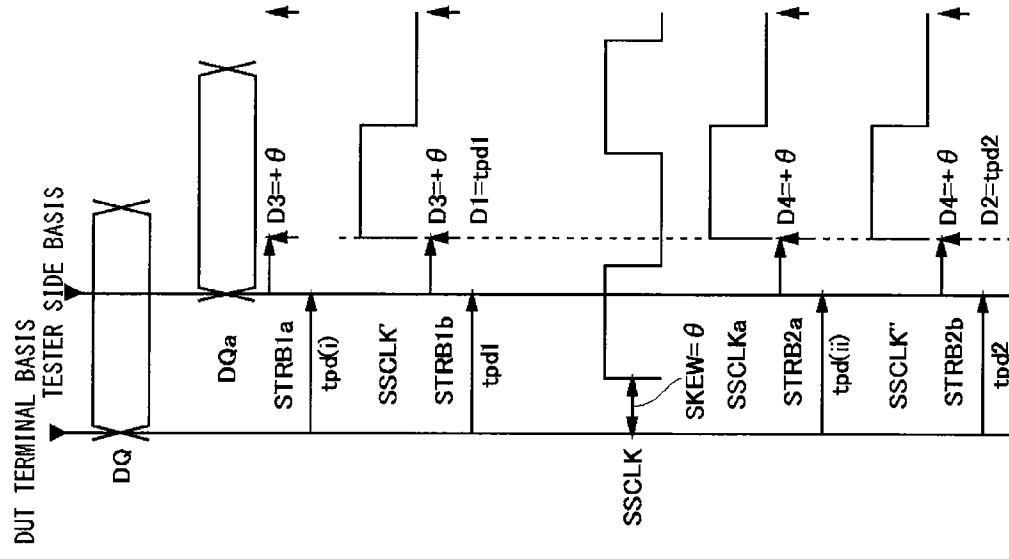 DUT TERMINAL BASIS
TESTER SIDE BASIS
DQ
DQa
STRB1a
D3=+θ
tpd(i)
SSCLK'
STRB1b
D3=+θ
tpd1
D1=tpd1
SSCLK
SKEW=θ
SSCLKa
STRB2a
D4=+θ
tpd(ii)
SSCLK"
STRB2b
D4=+θ
tpd2
D2=tpd2